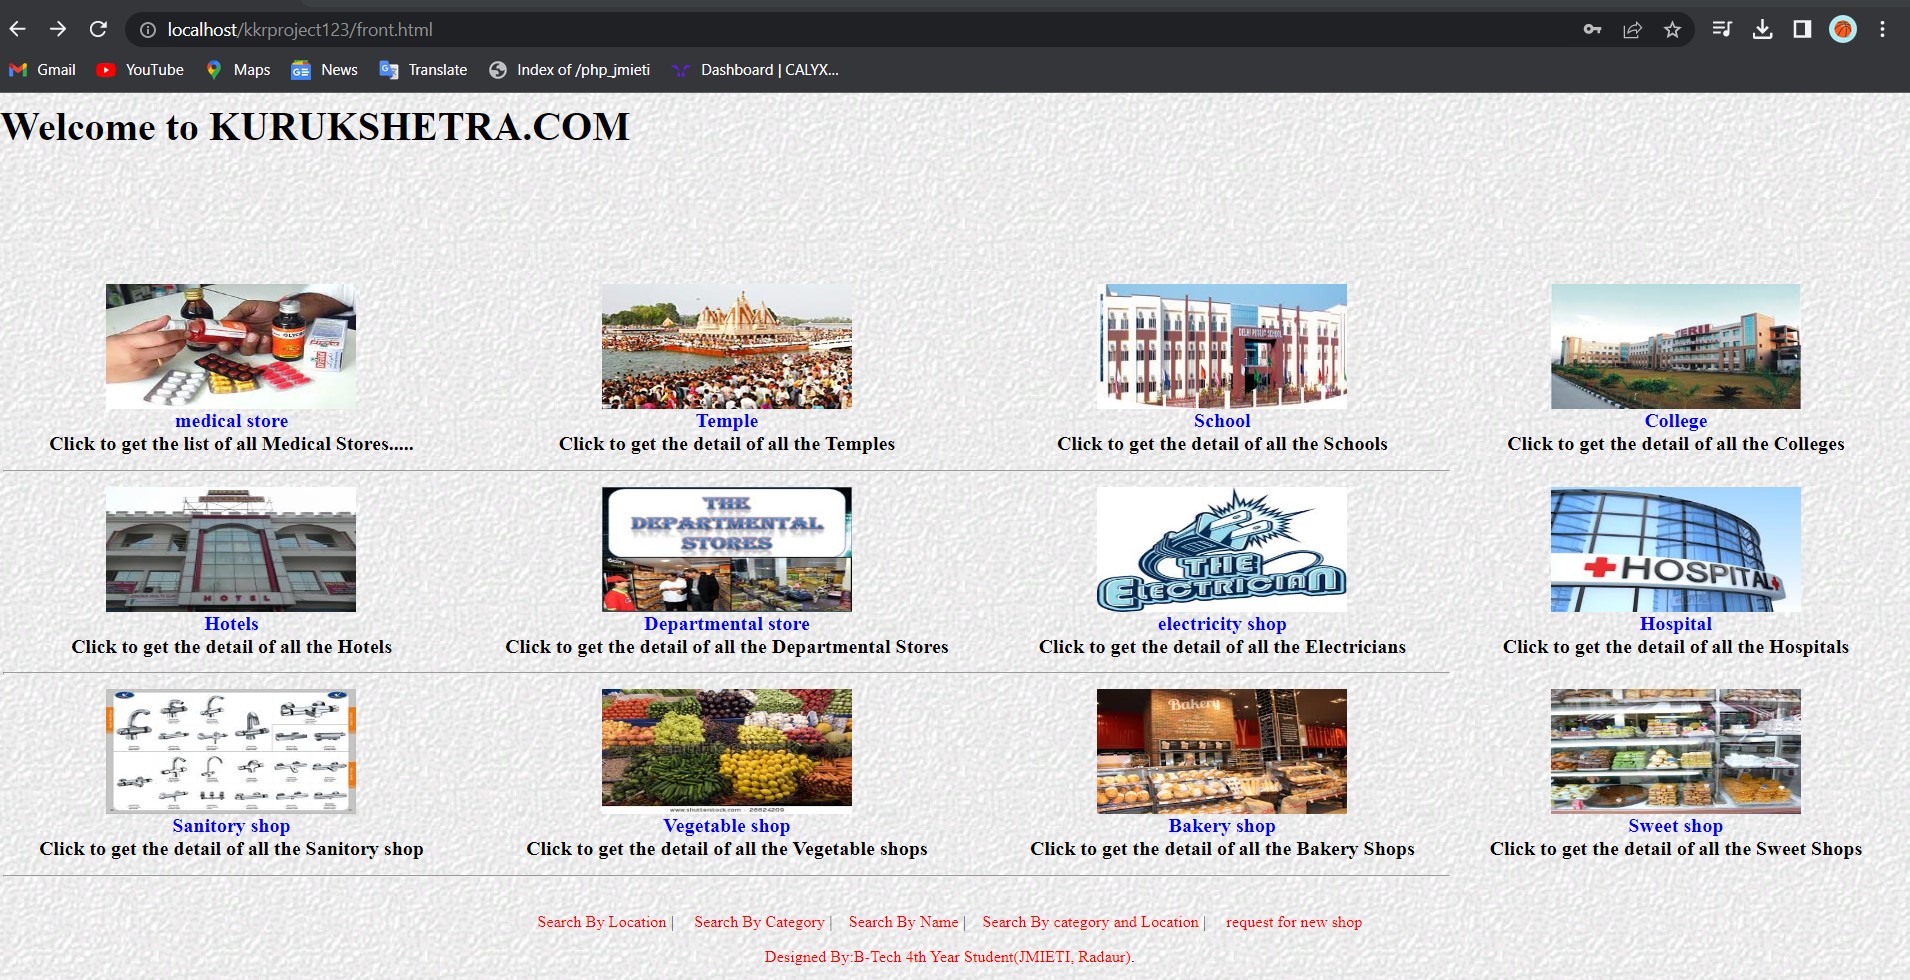 localhost/kkrproject123/front.html
Gmail YouTube Maps News Translate Index of /php_jmieti Dashboard | CALYX...
Welcome to KURUKSHETRA.COM
DELHI PUBLIC SCHOOL
TERII
medical store Temple School College
Click to get the list of all Medical Stores..... Click to get the detail of all the Temples Click to get the detail of all the Schools Click to get the detail of all the Colleges
HOTEL
THE
DEPARTMENTAL
STORES
THE
ELECTRICIAN
HOSPITAL
Hotels Departmental store electricity shop Hospital
Click to get the detail of all the Hotels Click to get the detail of all the Departmental Stores Click to get the detail of all the Electricians Click to get the detail of all the Hospitals
www.shutterstock.com · 26624209
Bakery
Sanitory shop Vegetable shop Bakery shop Sweet shop
Click to get the detail of all the Sanitory shop Click to get the detail of all the Vegetable shops Click to get the detail of all the Bakery Shops Click to get the detail of all the Sweet Shops
Search By Location | Search By Category | Search By Name | Search By category and Location | request for new shop
Designed By:B-Tech 4th Year Student(JMIETI, Radaur).